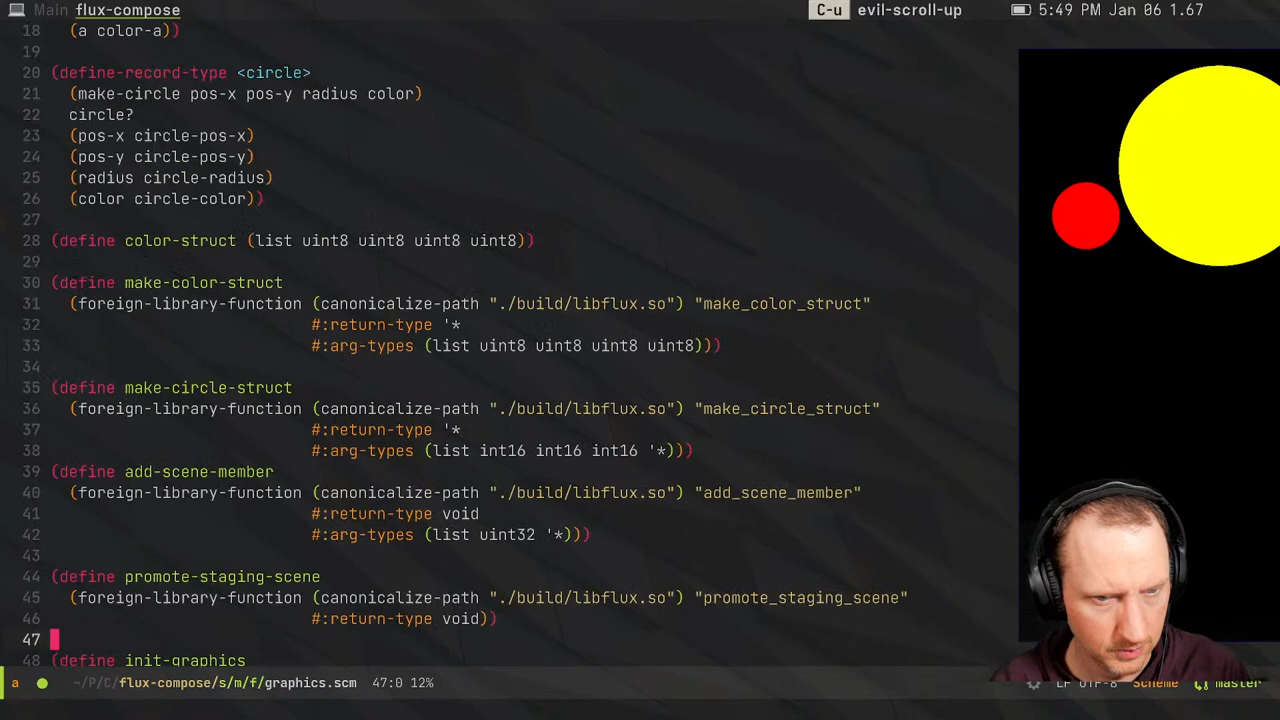 Main flux-compose C-u evil-scroll-up 5:49 PM Jan 06 1.67
18 (a color-a))
19
20 (define-record-type <circle>
21 (make-circle pos-x pos-y radius color)
22 circle?
23 (pos-x circle-pos-x)
24 (pos-y circle-pos-y)
25 (radius circle-radius)
26 (color circle-color))
27
28 (define color-struct (list uint8 uint8 uint8 uint8))
29
30 (define make-color-struct
31 (foreign-library-function (canonicalize-path "./build/libflux.so") "make_color_struct"
32 #:return-type '*
33 #:arg-types (list uint8 uint8 uint8 uint8)))
34
35 (define make-circle-struct
36 (foreign-library-function (canonicalize-path "./build/libflux.so") "make_circle_struct"
37 #:return-type '*
38 #:arg-types (list int16 int16 int16 '*)))
39 (define add-scene-member
40 (foreign-library-function (canonicalize-path "./build/libflux.so") "add_scene_member"
41 #:return-type void
42 #:arg-types (list uint32 '*)))
43
44 (define promote-staging-scene
45 (foreign-library-function (canonicalize-path "./build/libflux.so") "promote_staging_scene"
46 #:return-type void))
47
48 (define init-graphics
a ~/P/C/flux-compose/s/m/f/graphics.scm 47:0 12% LF UTF-8 Scheme master